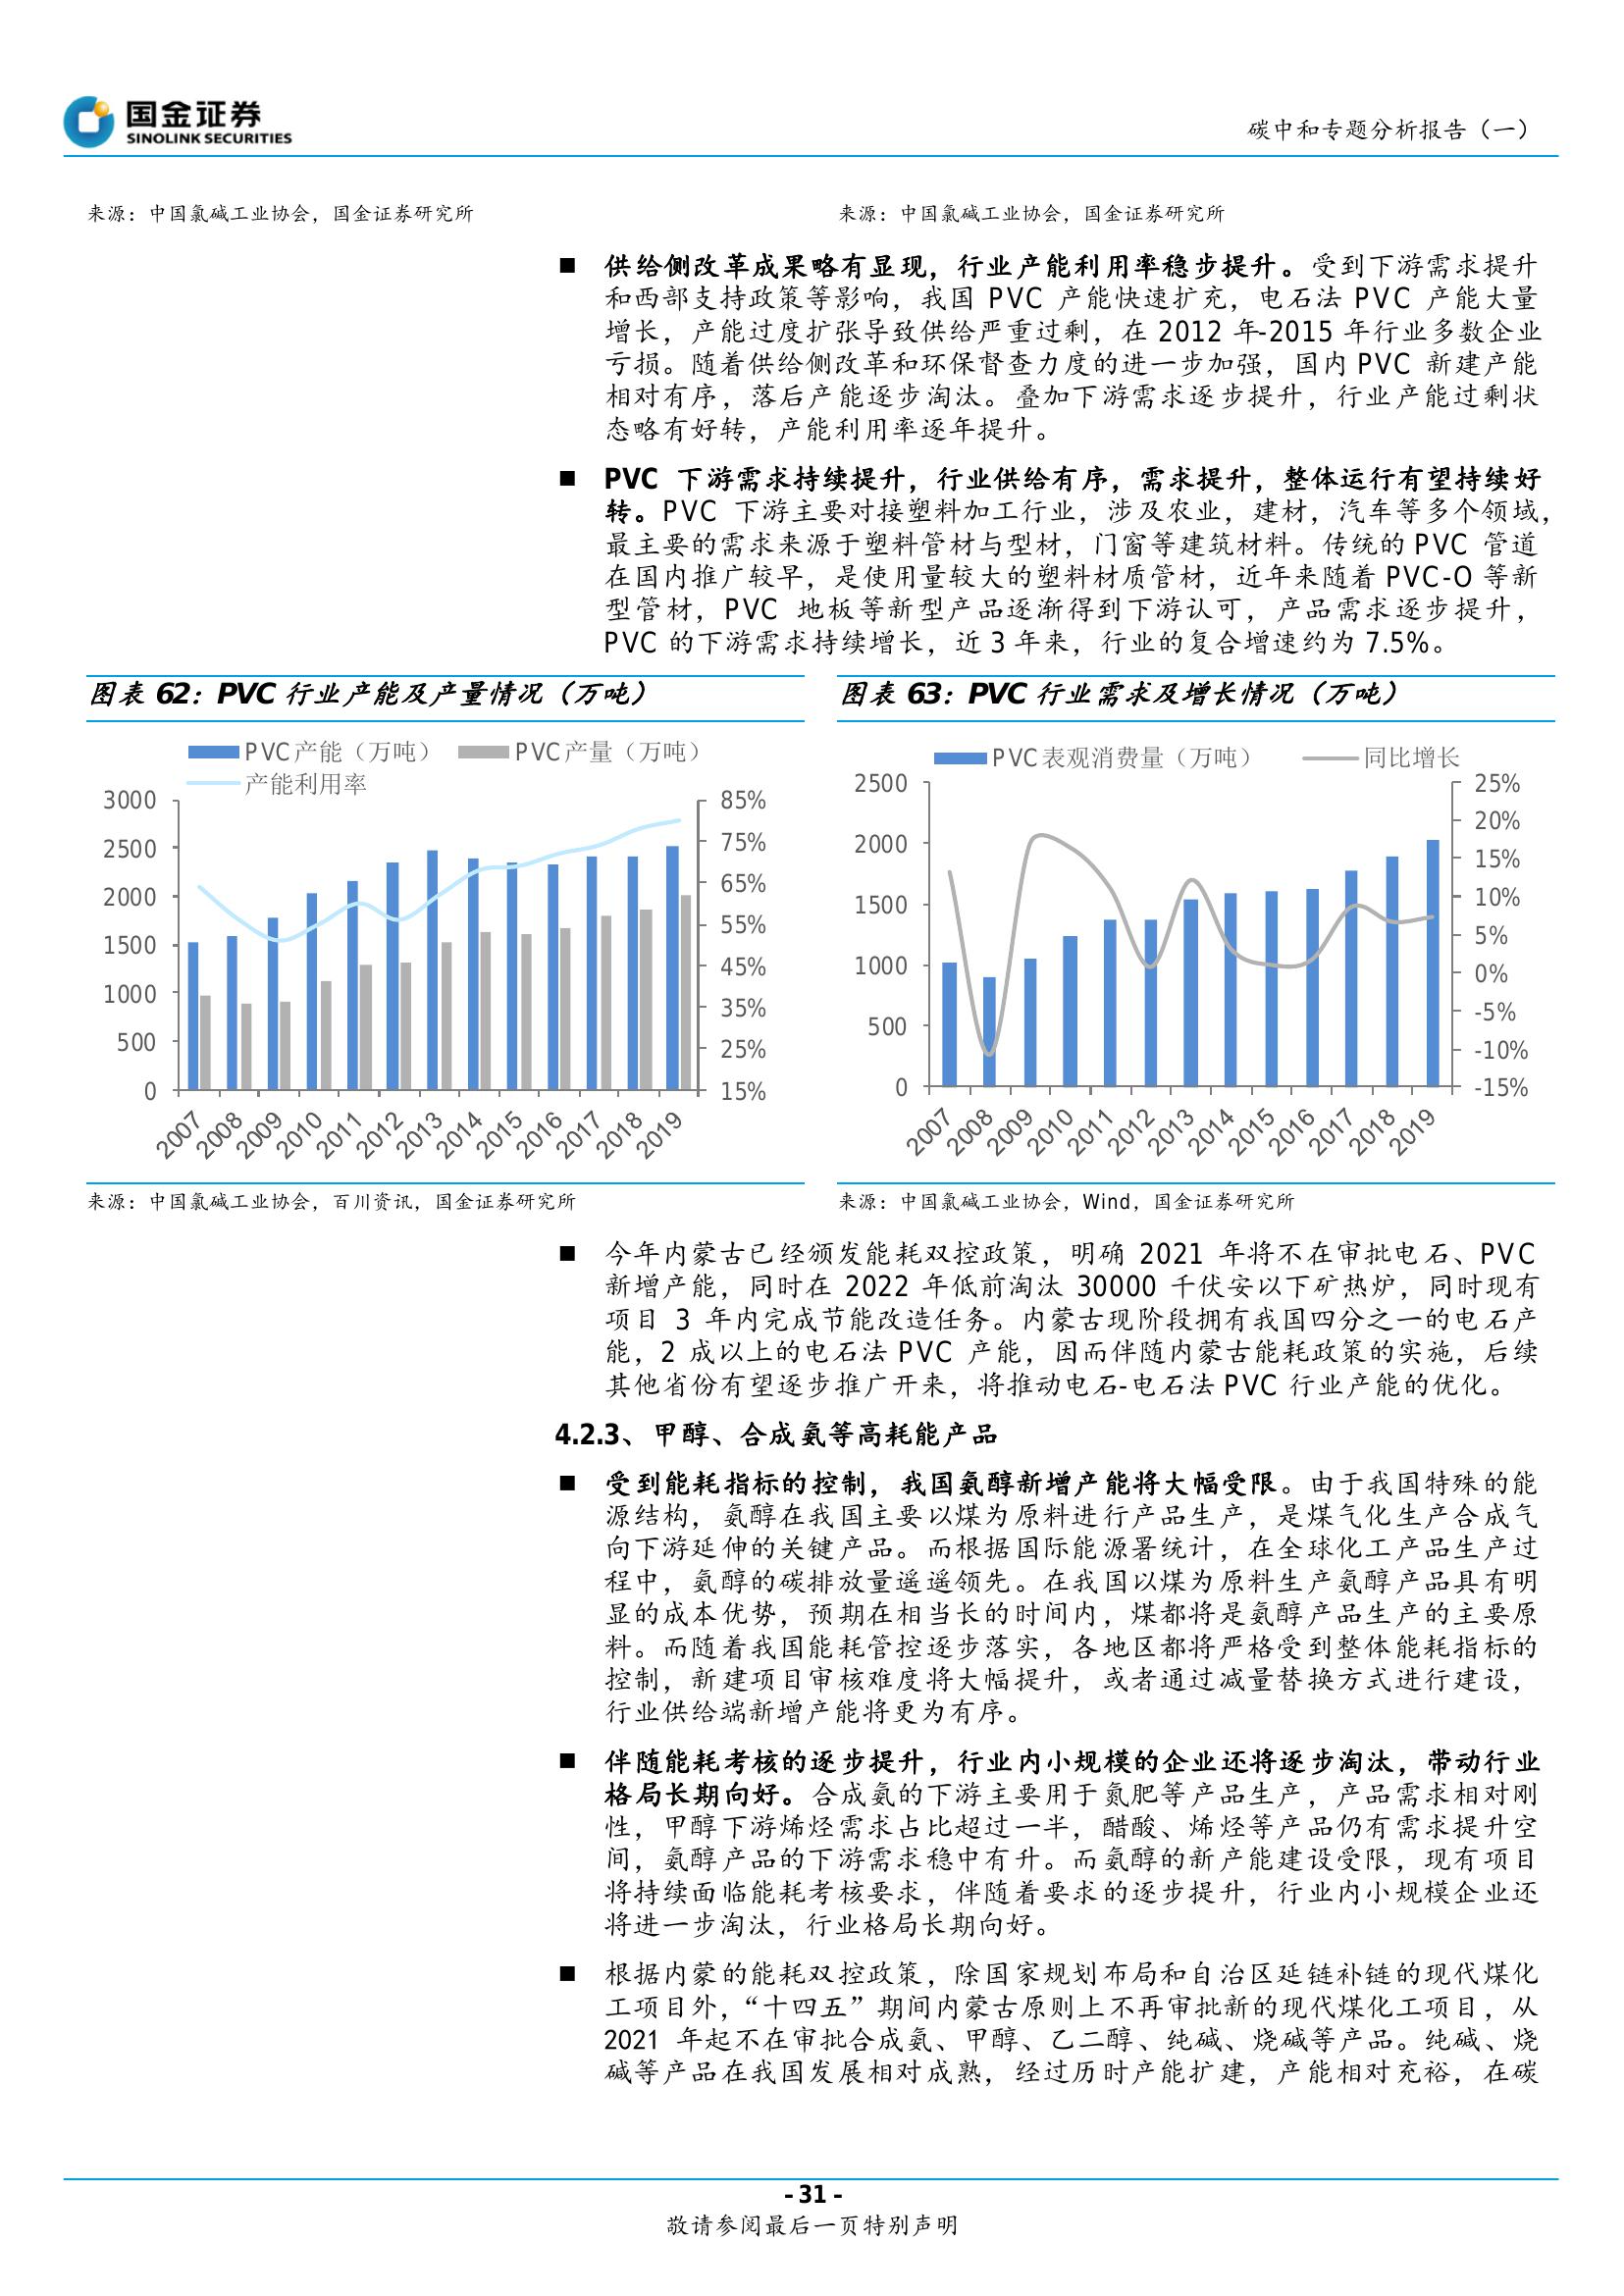 国金证券
SINOLINK SECURITIES
碳中和专题分析报告（一）
来源：中国氯碱工业协会，国金证券研究所
来源：中国氯碱工业协会，国金证券研究所
■ 供给侧改革成果略有显现，行业产能利用率稳步提升。受到下游需求提升
和西部支持政策等影响，我国 PVC 产能快速扩充，电石法 PVC 产能大量
增长，产能过度扩张导致供给严重过剩，在 2012 年-2015 年行业多数企业
亏损。随着供给侧改革和环保督查力度的进一步加强，国内 PVC 新建产能
相对有序，落后产能逐步淘汰。叠加下游需求逐步提升，行业产能过剩状
态略有好转，产能利用率逐年提升。
■ PVC 下游需求持续提升，行业供给有序，需求提升，整体运行有望持续好
转。PVC 下游主要对接塑料加工行业，涉及农业，建材，汽车等多个领域，
最主要的需求来源于塑料管材与型材，门窗等建筑材料。传统的 PVC 管道
在国内推广较早，是使用量较大的塑料材质管材，近年来随着 PVC-O 等新
型管材，PVC 地板等新型产品逐渐得到下游认可，产品需求逐步提升，
PVC 的下游需求持续增长，近 3 年来，行业的复合增速约为 7.5%。
图表 62：PVC 行业产能及产量情况（万吨）
PVC产能（万吨） PVC产量（万吨）
产能利用率
3000
2500
2000
1500
1000
500
0
85%
75%
65%
55%
45%
35%
25%
15%
2007 2008 2009 2010 2011 2012 2013 2014 2015 2016 2017 2018 2019
来源：中国氯碱工业协会，百川资讯，国金证券研究所
图表 63：PVC 行业需求及增长情况（万吨）
PVC表观消费量（万吨） 同比增长
2500
2000
1500
1000
500
0
25%
20%
15%
10%
5%
0%
-5%
-10%
-15%
2007 2008 2009 2010 2011 2012 2013 2014 2015 2016 2017 2018 2019
来源：中国氯碱工业协会，Wind，国金证券研究所
■ 今年内蒙古已经颁发能耗双控政策，明确 2021 年将不在审批电石、PVC
新增产能，同时在 2022 年低前淘汰 30000 千伏安以下矿热炉，同时现有
项目 3 年内完成节能改造任务。内蒙古现阶段拥有我国四分之一的电石产
能，2 成以上的电石法 PVC 产能，因而伴随内蒙古能耗政策的实施，后续
其他省份有望逐步推广开来，将推动电石-电石法 PVC 行业产能的优化。
4.2.3、甲醇、合成氨等高耗能产品
■ 受到能耗指标的控制，我国氨醇新增产能将大幅受限。由于我国特殊的能
源结构，氨醇在我国主要以煤为原料进行产品生产，是煤气化生产合成气
向下游延伸的关键产品。而根据国际能源署统计，在全球化工产品生产过
程中，氨醇的碳排放量遥遥领先。在我国以煤为原料生产氨醇产品具有明
显的成本优势，预期在相当长的时间内，煤都将是氨醇产品生产的主要原
料。而随着我国能耗管控逐步落实，各地区都将严格受到整体能耗指标的
控制，新建项目审核难度将大幅提升，或者通过减量替换方式进行建设，
行业供给端新增产能将更为有序。
■ 伴随能耗考核的逐步提升，行业内小规模的企业还将逐步淘汰，带动行业
格局长期向好。合成氨的下游主要用于氮肥等产品生产，产品需求相对刚
性，甲醇下游烯烃需求占比超过一半，醋酸、烯烃等产品仍有需求提升空
间，氨醇产品的下游需求稳中有升。而氨醇的新产能建设受限，现有项目
将持续面临能耗考核要求，伴随着要求的逐步提升，行业内小规模企业还
将进一步淘汰，行业格局长期向好。
■ 根据内蒙的能耗双控政策，除国家规划布局和自治区延链补链的现代煤化
工项目外，“十四五”期间内蒙古原则上不再审批新的现代煤化工项目，从
2021 年起不在审批合成氨、甲醇、乙二醇、纯碱、烧碱等产品。纯碱、烧
碱等产品在我国发展相对成熟，经过历时产能扩建，产能相对充裕，在碳
- 31 -
敬请参阅最后一页特别声明